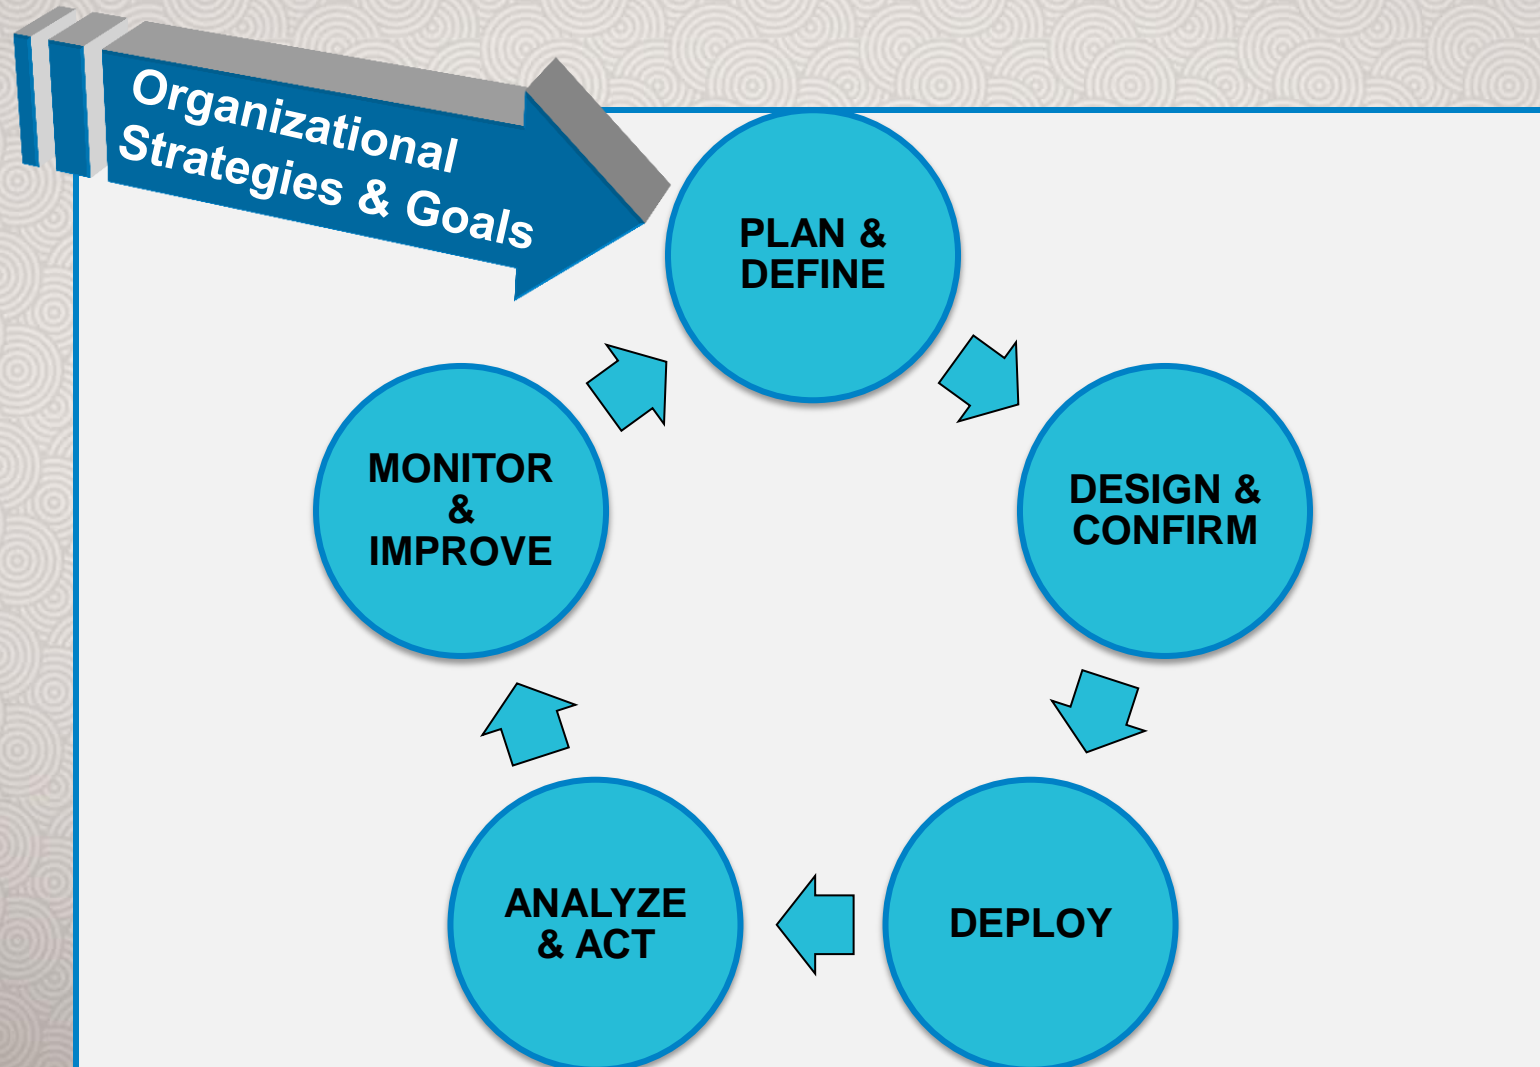 Organizational
Strategies & Goals
PLAN &
DEFINE
DESIGN &
CONFIRM
DEPLOY
ANALYZE
& ACT
MONITOR
&
IMPROVE